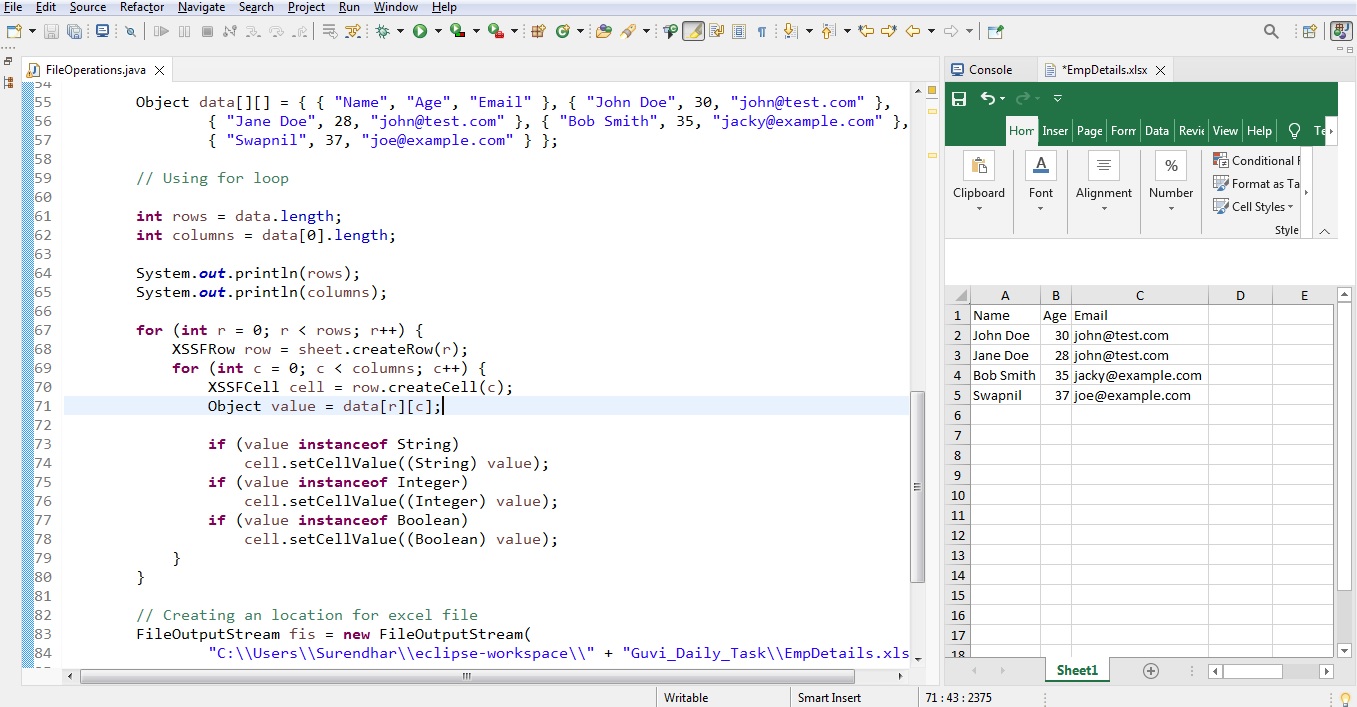 File Edit Source Refactor Navigate Search Project Run Window Help
FileOperations.java
Console *EmpDetails.xlsx
54
55 Object data[][] = { { "Name", "Age", "Email" }, { "John Doe", 30, "john@test.com" },
56 { "Jane Doe", 28, "john@test.com" }, { "Bob Smith", 35, "jacky@example.com" },
57 { "Swapnil", 37, "joe@example.com" } };
58
59 // Using for loop
60
61 int rows = data.length;
62 int columns = data[0].length;
63
64 System.out.println(rows);
65 System.out.println(columns);
66
67 for (int r = 0; r < rows; r++) {
68 XSSFRow row = sheet.createRow(r);
69 for (int c = 0; c < columns; c++) {
70 XSSFCell cell = row.createCell(c);
71 Object value = data[r][c];
72
73 if (value instanceof String)
74 cell.setCellValue((String) value);
75 if (value instanceof Integer)
76 cell.setCellValue((Integer) value);
77 if (value instanceof Boolean)
78 cell.setCellValue((Boolean) value);
79 }
80 }
81
82 // Creating an location for excel file
83 FileOutputStream fis = new FileOutputStream(
84 "C:\\Users\\Surendhar\\eclipse-workspace\\" + "Guvi_Daily_Task\\EmpDetails.xls
Hom Inser Page Form Data Revie View Help Te
Clipboard Font Alignment Number
Conditional F
Format as Ta
Cell Styles
Style
A B C D E
1 Name Age Email
2 John Doe 30 john@test.com
3 Jane Doe 28 john@test.com
4 Bob Smith 35 jacky@example.com
5 Swapnil 37 joe@example.com
6
7
8
9
10
11
12
13
14
15
16
17
18
Sheet1
Writable Smart Insert 71 : 43 : 2375